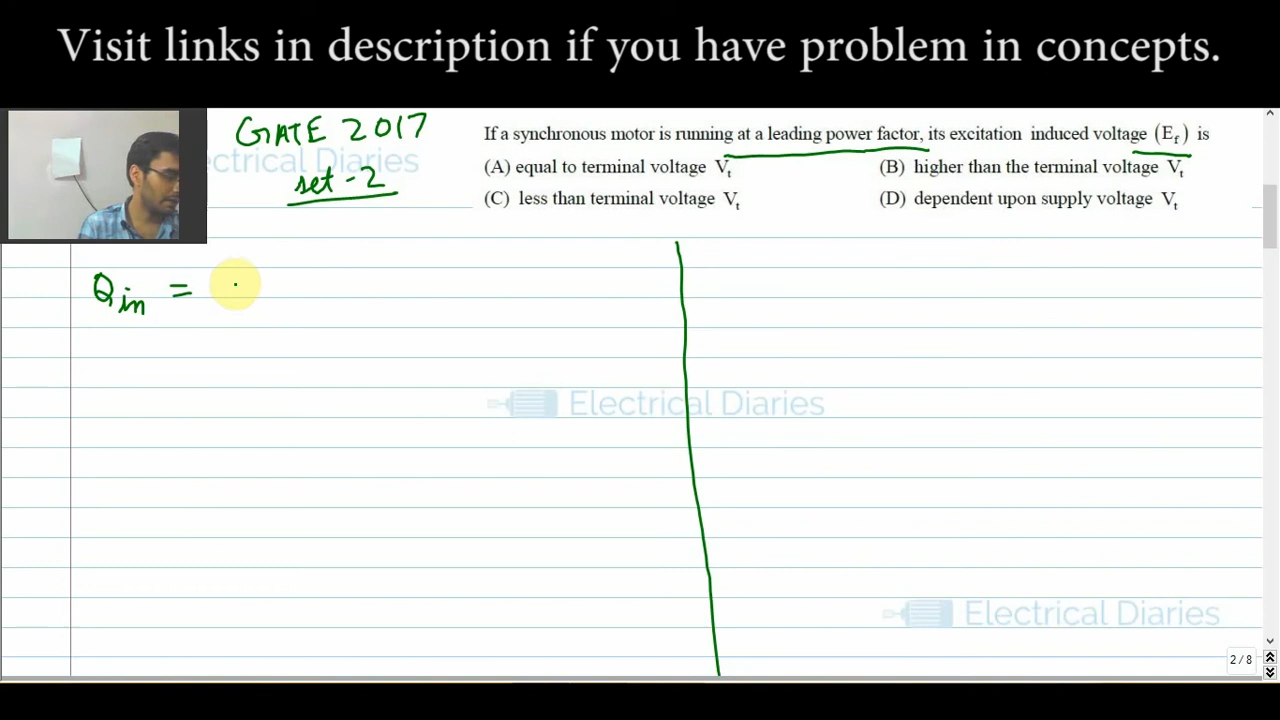 Visit links in description if you have problem in concepts.
GATE 2017
set-2
ectrical Diaries
If a synchronous motor is running at a leading power factor, its excitation induced voltage (Ef) is
(A) equal to terminal voltage Vt
(B) higher than the terminal voltage Vt
(C) less than terminal voltage Vt
(D) dependent upon supply voltage Vt
Qin =
Electrical Diaries
Electrical Diaries
2 / 8